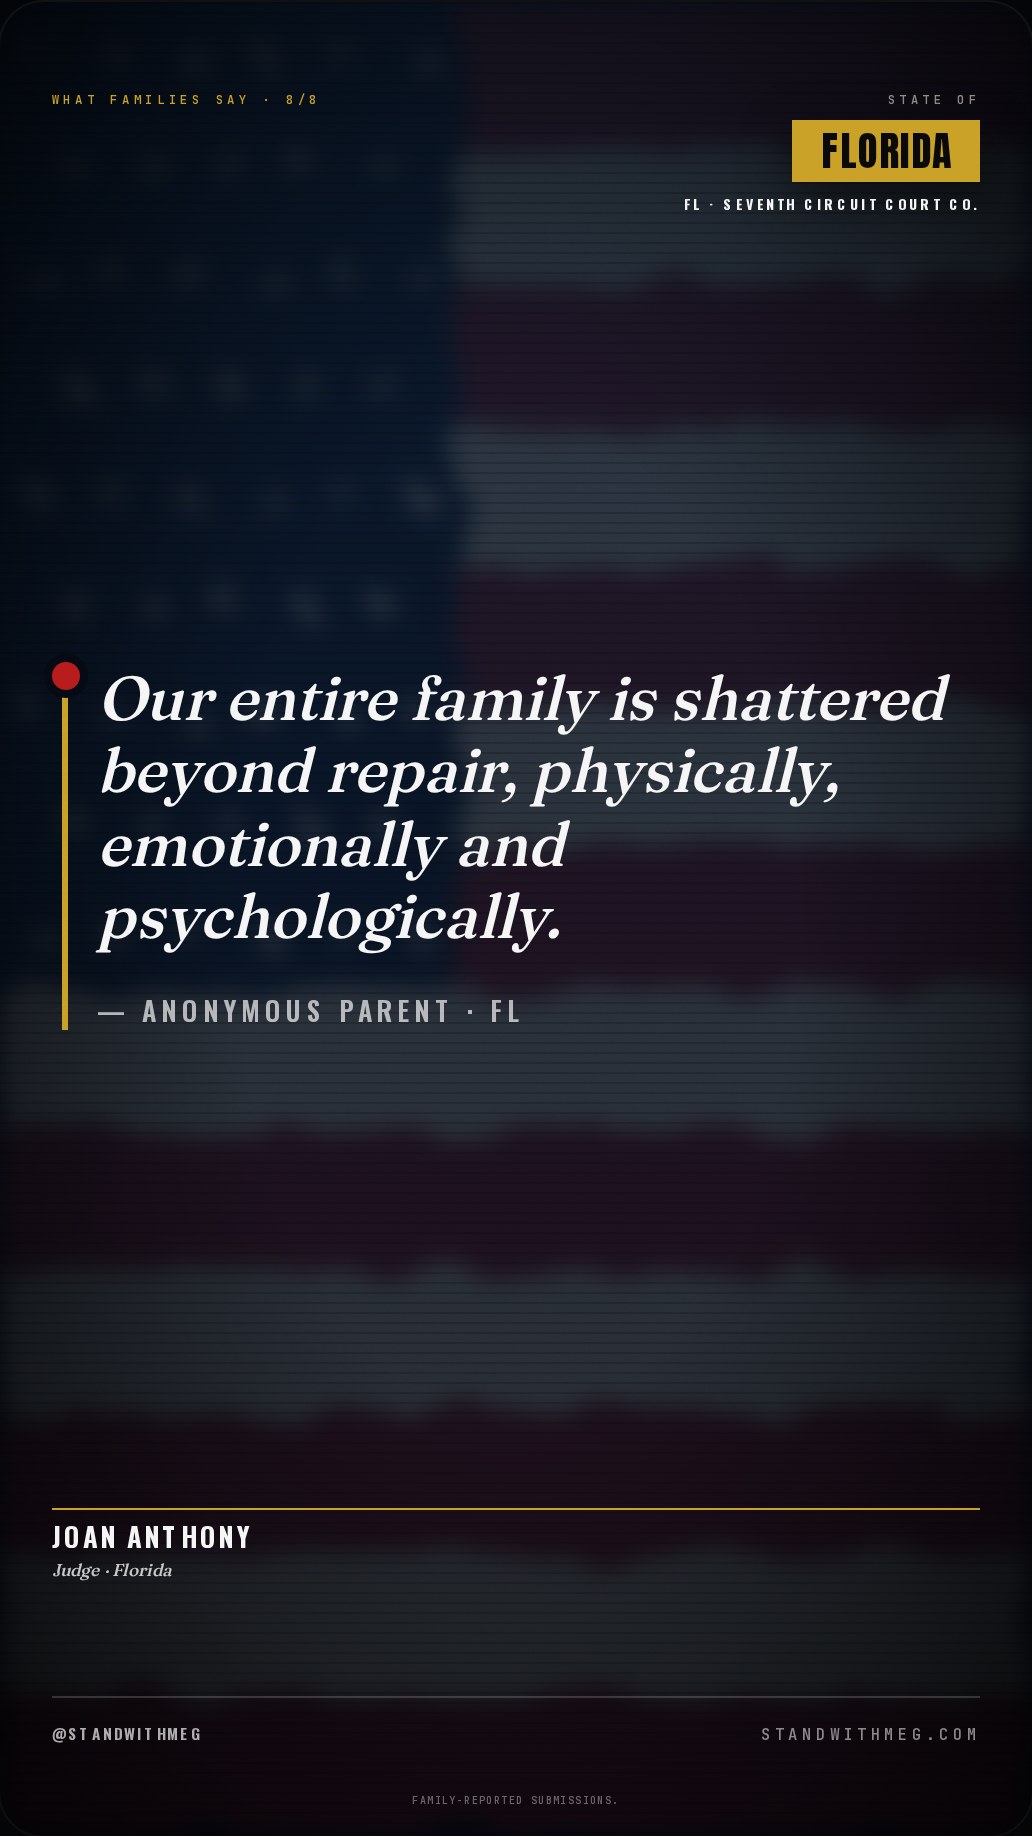 WHAT FAMILIES SAY · 8/8
STATE OF
FLORIDA
FL · SEVENTH CIRCUIT COURT CO.
Our entire family is shattered
beyond repair, physically,
emotionally and
psychologically.
— ANONYMOUS PARENT · FL
JOAN ANTHONY
Judge · Florida
@STANDWITHMEG
STANDWITHMEG.COM
FAMILY-REPORTED SUBMISSIONS.